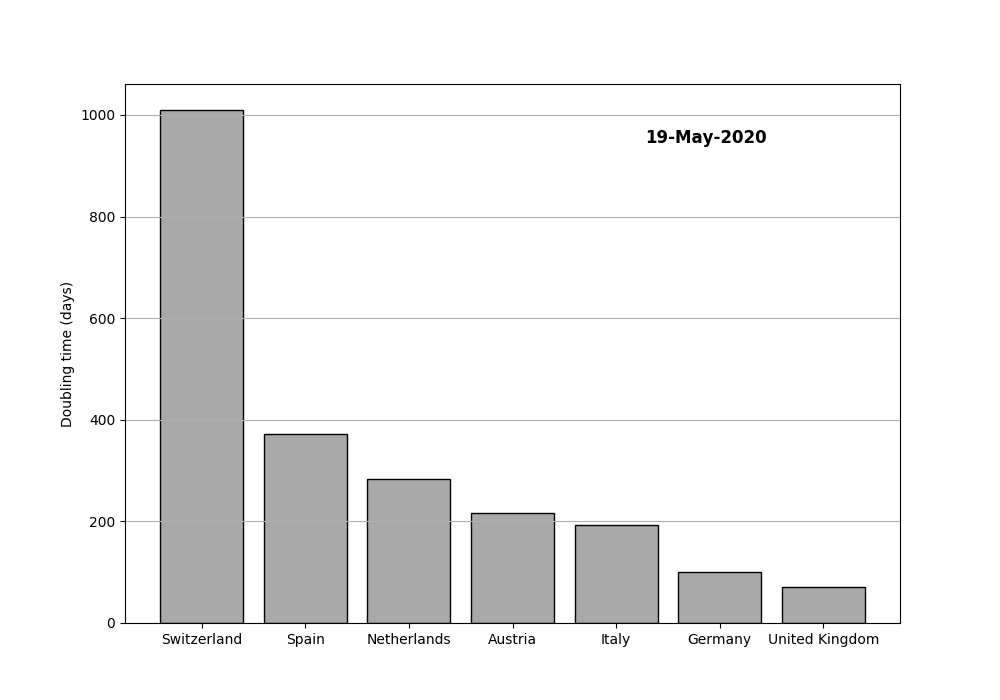 19-May-2020
Doubling time (days)
1000
800
600
400
200
0
Switzerland Spain Netherlands Austria Italy Germany United Kingdom